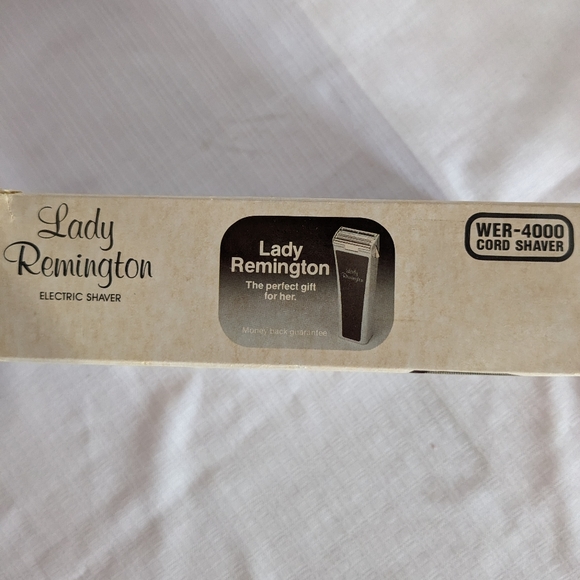 Lady
Remington
ELECTRIC SHAVER
Lady
Remington
The perfect gift
for her.
Money back guarantee
Lady
Remington
WER-4000
CORD SHAVER